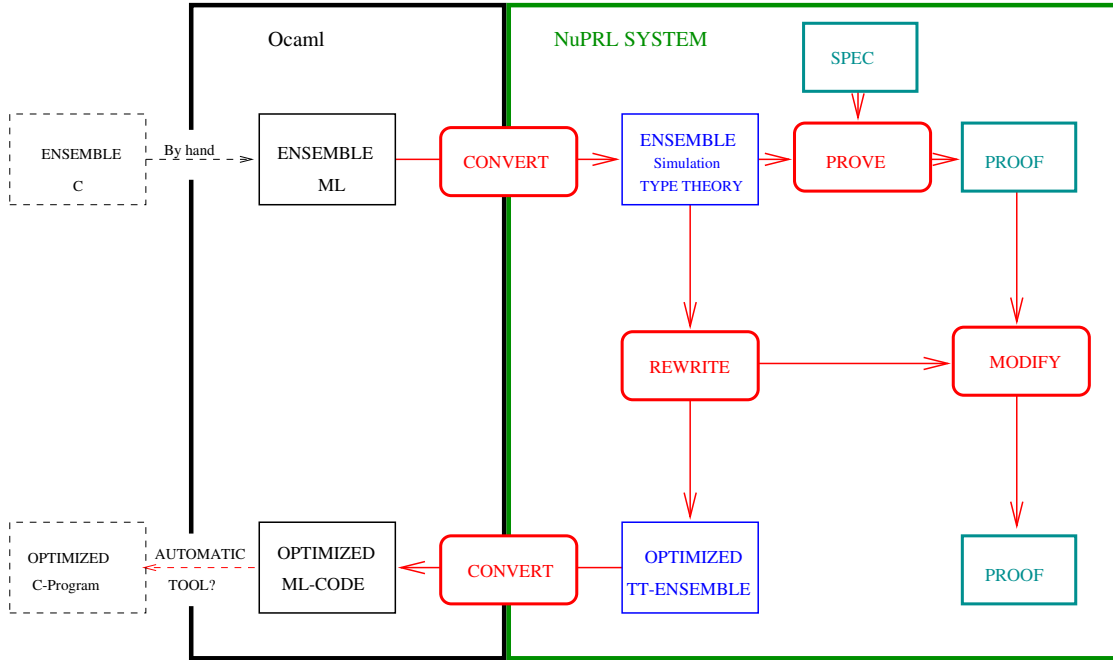 Ocaml
NuPRL SYSTEM
SPEC
ENSEMBLE
C
By hand
ENSEMBLE
ML
CONVERT
ENSEMBLE
Simulation
TYPE THEORY
PROVE
PROOF
REWRITE
MODIFY
OPTIMIZED
C-Program
AUTOMATIC
TOOL?
OPTIMIZED
ML-CODE
CONVERT
OPTIMIZED
TT-ENSEMBLE
PROOF